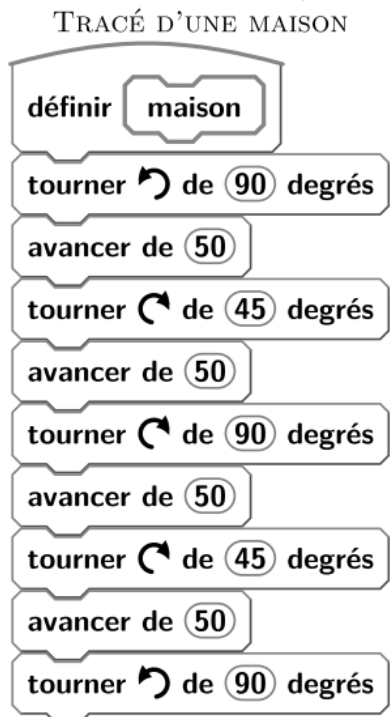 TRACÉ D'UNE MAISON
définir maison
tourner de 90 degrés
avancer de 50
tourner de 45 degrés
avancer de 50
tourner de 90 degrés
avancer de 50
tourner de 45 degrés
avancer de 50
tourner de 90 degrés